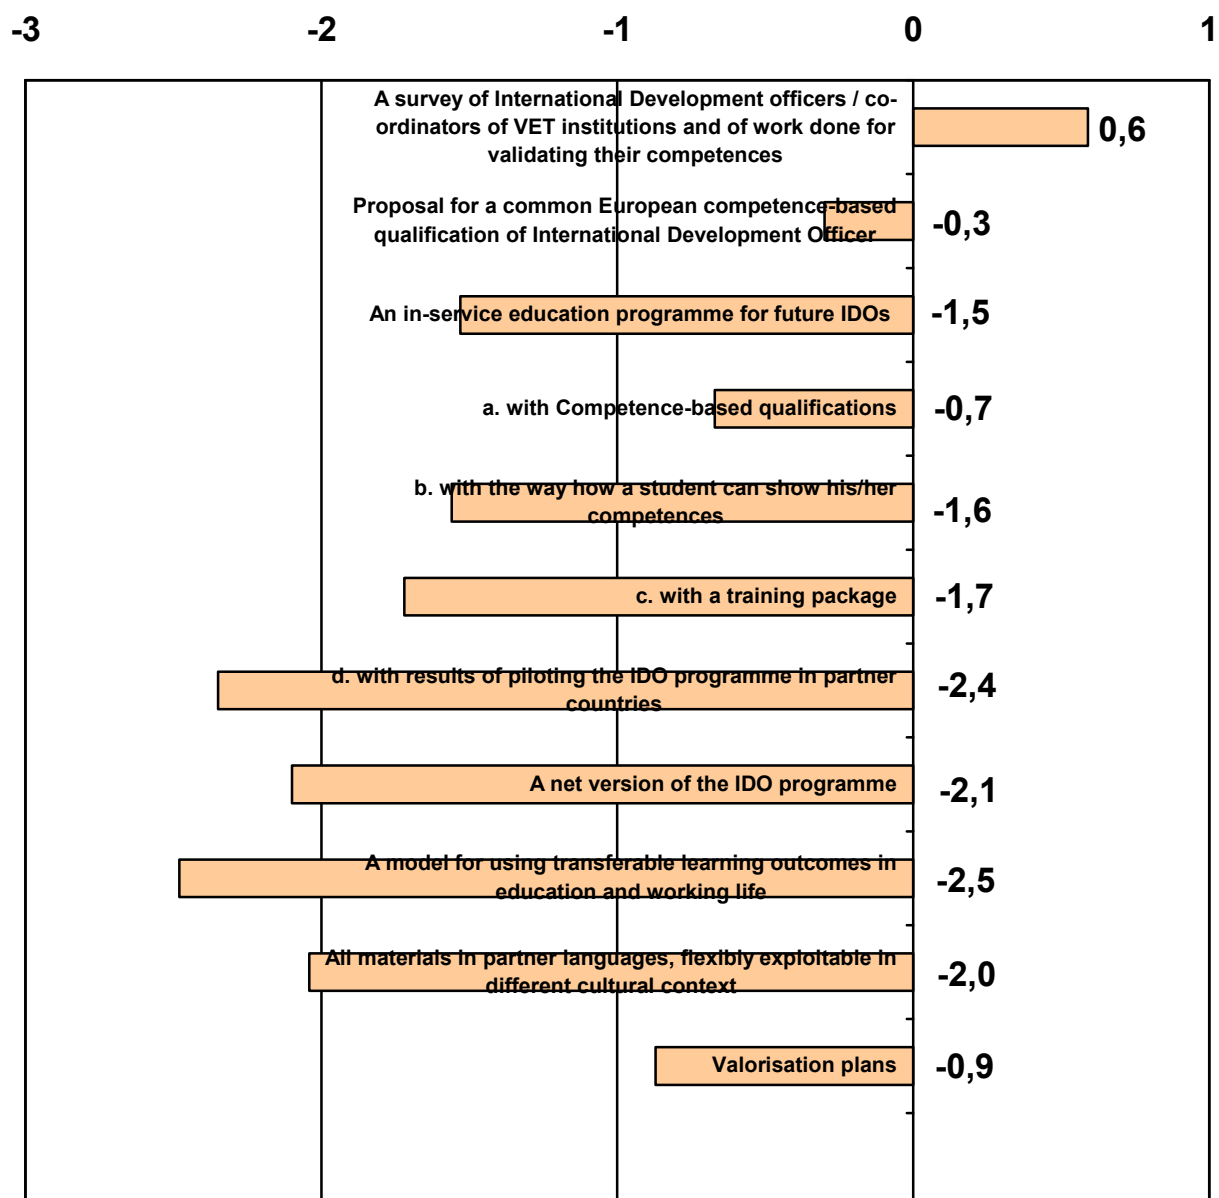 -3 -2 -1 0 1
A survey of International Development officers / co-
ordinators of VET institutions and of work done for
validating their competences
0,6
Proposal for a common European competence-based
qualification of International Development Officer
-0,3
An in-service education programme for future IDOs
-1,5
a. with Competence-based qualifications
-0,7
b. with the way how a student can show his/her
competences
-1,6
c. with a training package
-1,7
d. with results of piloting the IDO programme in partner
countries
-2,4
A net version of the IDO programme
-2,1
A model for using transferable learning outcomes in
education and working life
-2,5
All materials in partner languages, flexibly exploitable in
different cultural context
-2,0
Valorisation plans
-0,9